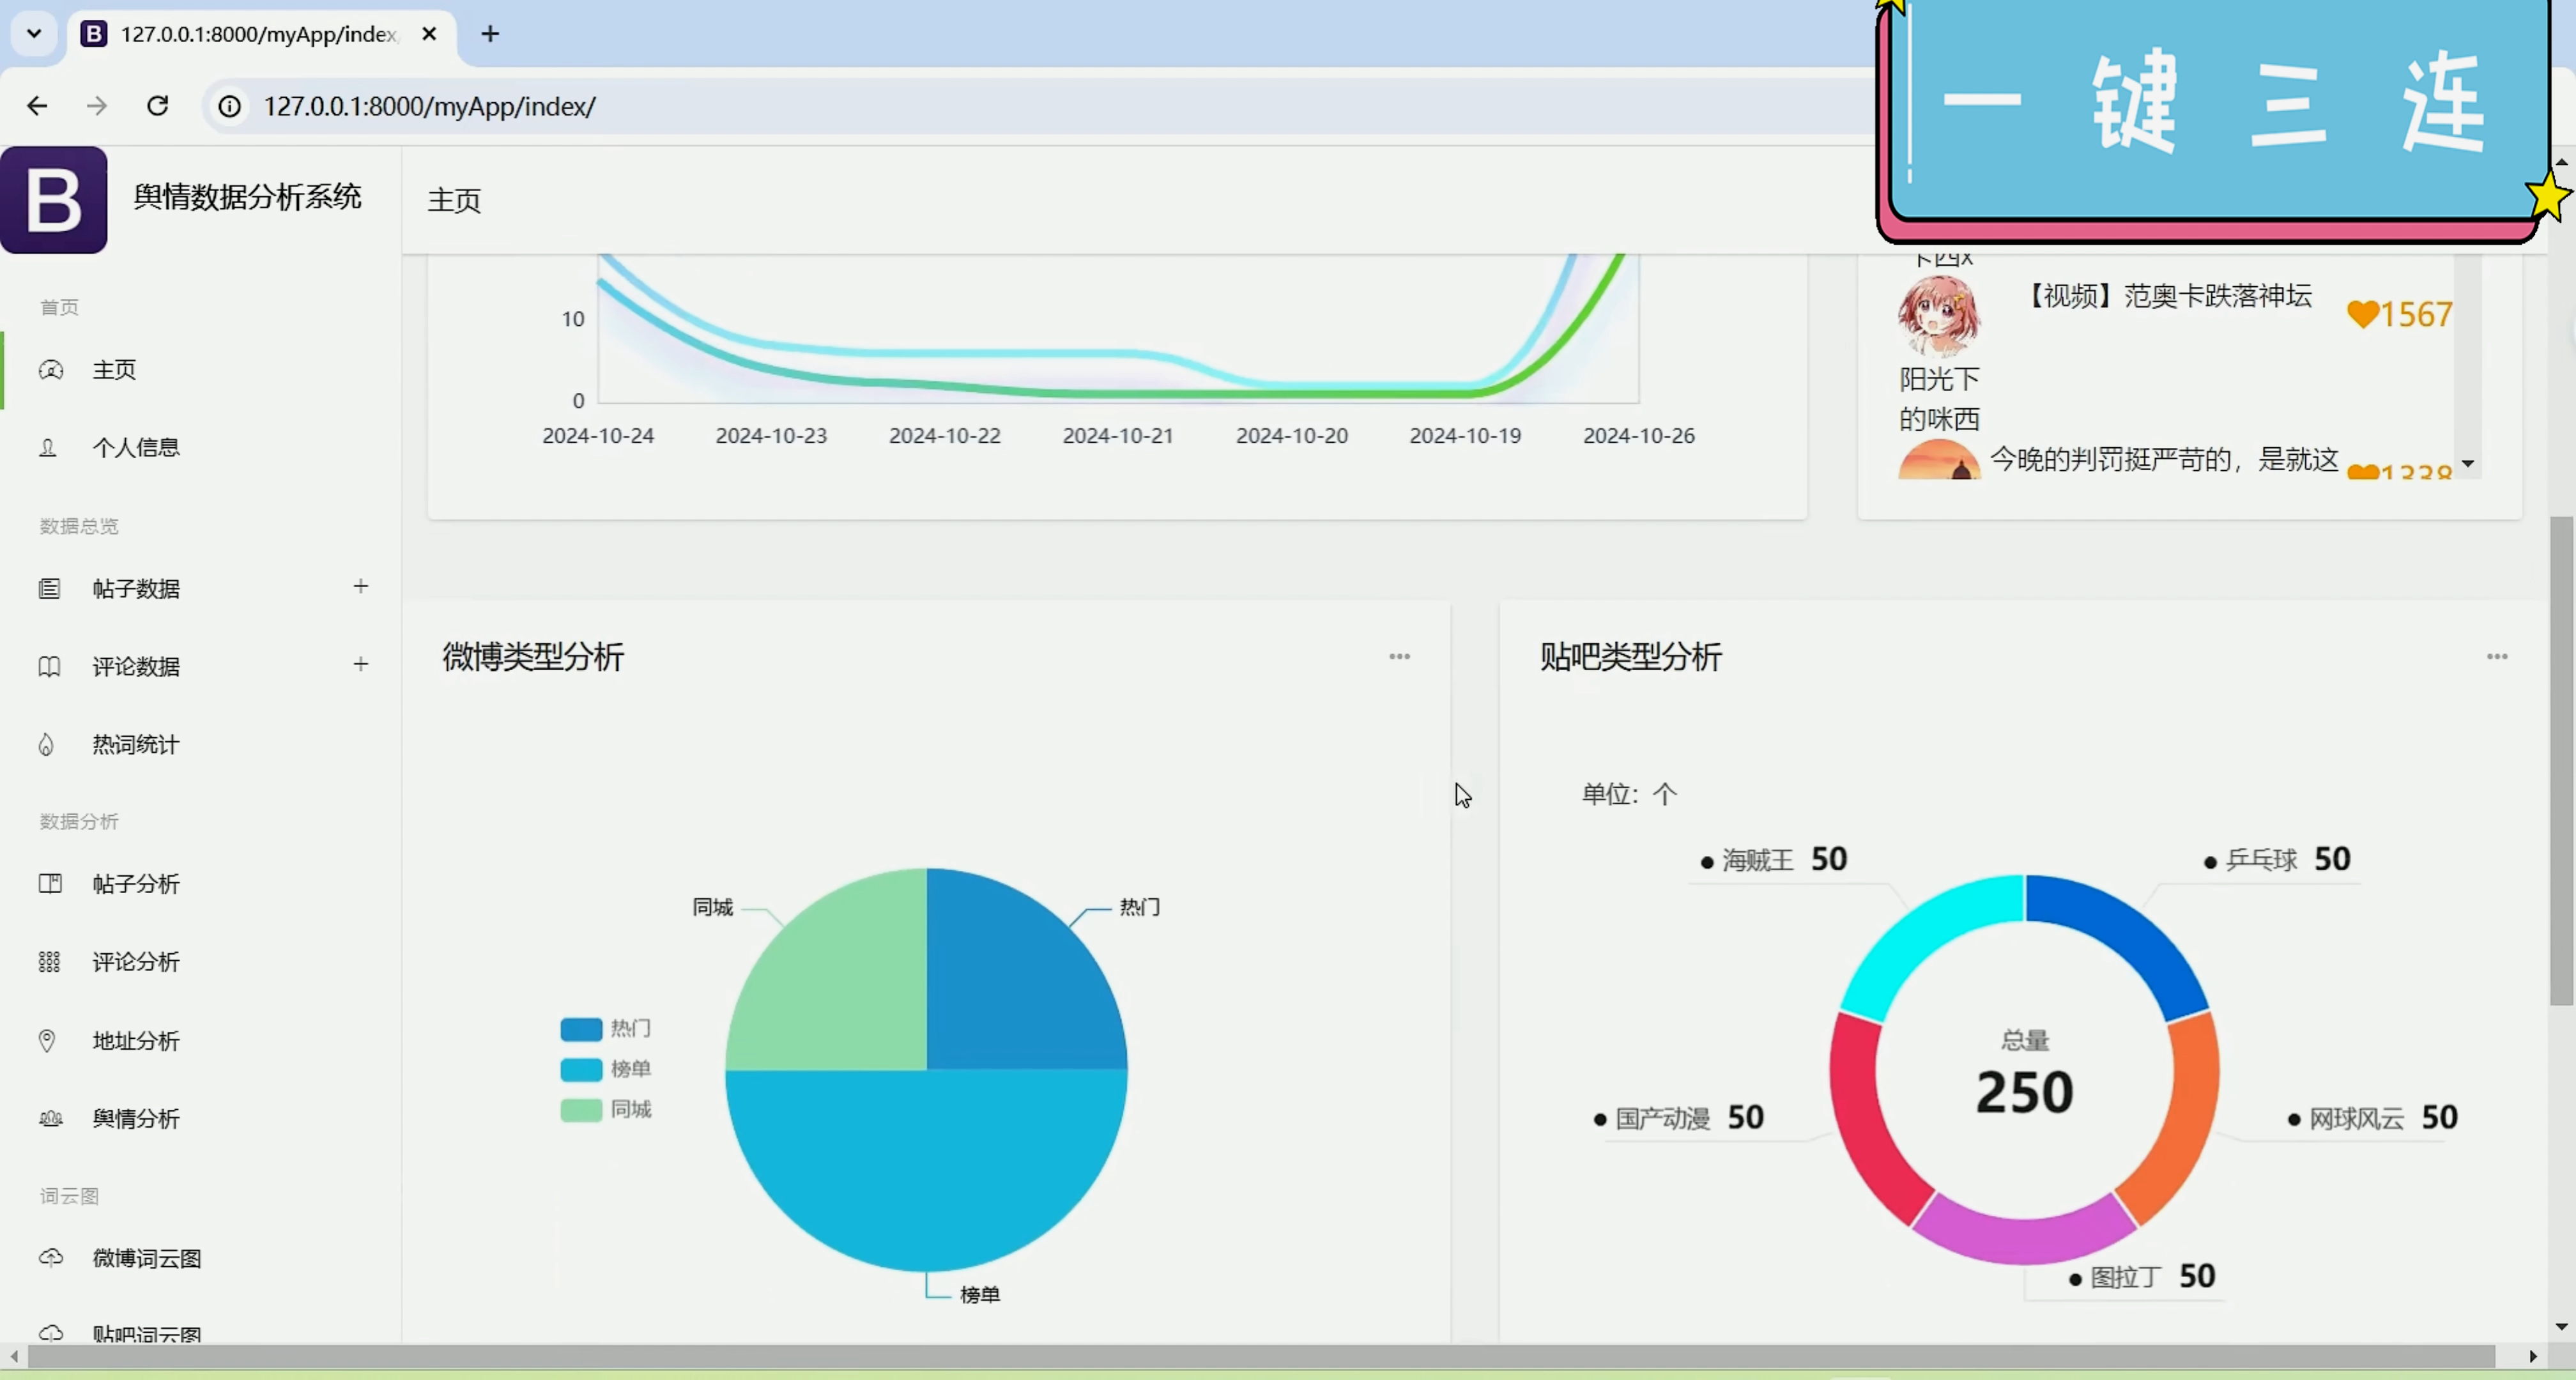 127.0.0.1:8000/myApp/index
127.0.0.1:8000/myApp/index/
一键三连
B
舆情数据分析系统
主页
首页
主页
个人信息
数据总览
帖子数据
评论数据
热词统计
数据分析
帖子分析
评论分析
地址分析
舆情分析
词云图
微博词云图
贴吧词云图
10
0
2024-10-24
2024-10-23
2024-10-22
2024-10-21
2024-10-20
2024-10-19
2024-10-26
卡西x
【视频】范奥卡跌落神坛
1567
阳光下
的咪西
今晚的判罚挺严苛的，是就这
1338
微博类型分析
同城
热门
热门
榜单
同城
榜单
贴吧类型分析
单位：个
海贼王 50
乒乓球 50
总量
250
国产动漫 50
网球风云 50
图拉丁 50